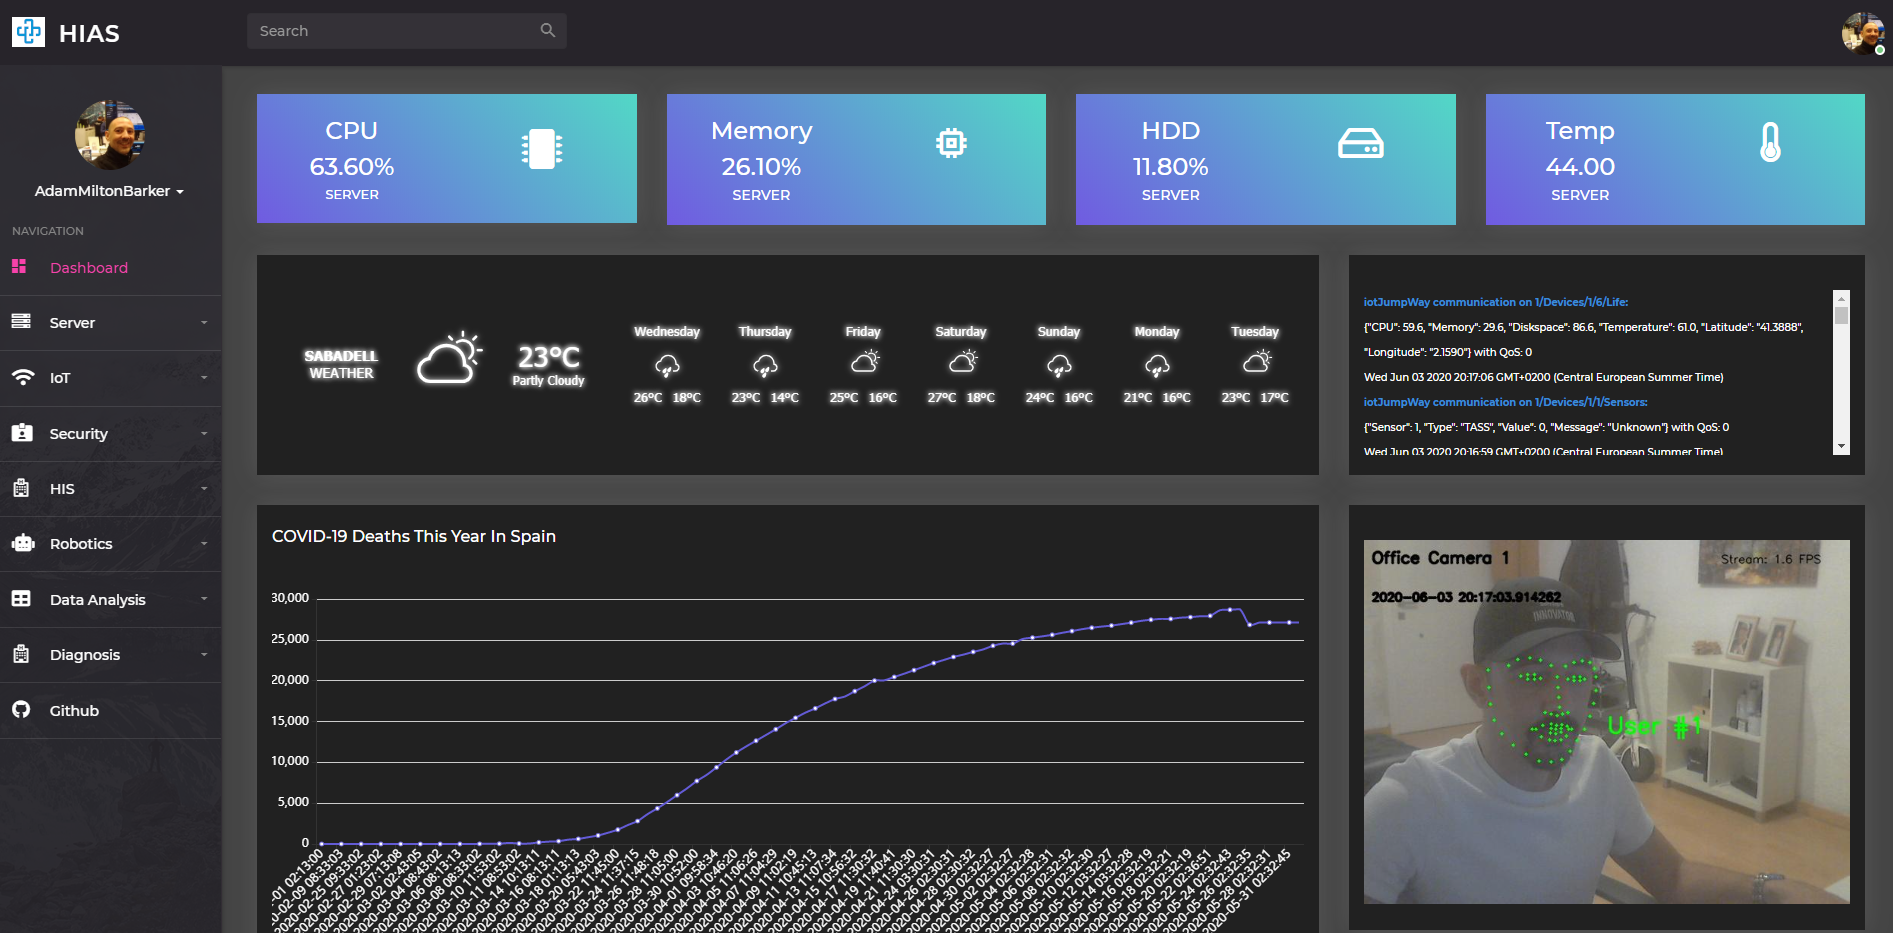 HIAS
Search
AdamMiltonBarker
NAVIGATION
Dashboard
Server
IoT
Security
HIS
Robotics
Data Analysis
Diagnosis
Github
CPU
63.60%
SERVER
Memory
26.10%
SERVER
HDD
11.80%
SERVER
Temp
44.00
SERVER
SABADELL
WEATHER
23°C
Partly Cloudy
Wednesday Thursday Friday Saturday Sunday Monday Tuesday
26°C 18°C 23°C 14°C 25°C 16°C 27°C 18°C 24°C 16°C 21°C 16°C 23°C 17°C
iotJumpWay communication on 1/Devices/1/6/Life:
{"CPU": 59.6, "Memory": 29.6, "Diskspace": 86.6, "Temperature": 61.0, "Latitude": "41.3888",
"Longitude": "2.1590"} with QoS: 0
Wed Jun 03 2020 20:17:06 GMT+0200 (Central European Summer Time)
iotJumpWay communication on 1/Devices/1/1/Sensors:
{"Sensor": 1, "Type": "TASS", "Value": 0, "Message": "Unknown"} with QoS: 0
Wed Jun 03 2020 20:16:59 GMT+0200 (Central European Summer Time)
COVID-19 Deaths This Year In Spain
30,000
25,000
20,000
15,000
10,000
5,000
0
Office Camera 1
Stream: 1.6 FPS
2020-06-03 20:17:03.914262
INNOVATOR
User #1